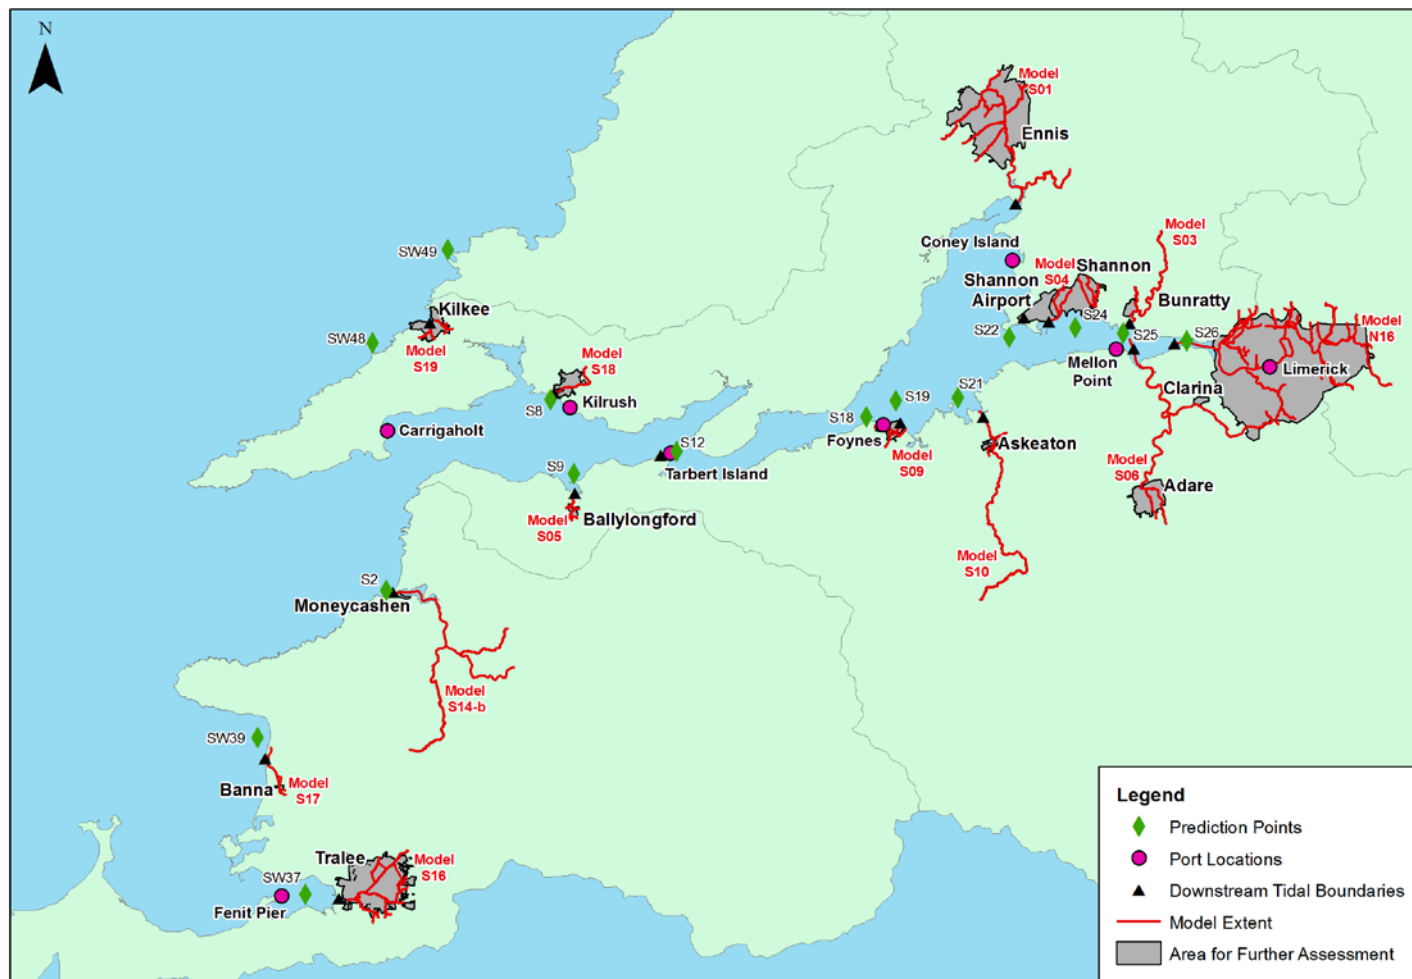 N
Model
S01
Ennis
Model
S03
SW49
Coney Island
Shannon
Airport
Model
S04
Shannon
Bunratty
Kilkee
SW48
Model
S19
S22
S24
S25
S26
Model
N16
Mellon
Point
Limerick
Model
S18
S8
Kilrush
Clarina
Carrigaholt
S18
S19
S21
Foynes
Askeaton
S12
Tarbert Island
Model
S09
S9
Model
S06
Adare
Model
S05
Ballylongford
Model
S10
S2
Moneycashen
Model
S14-b
SW39
Banna
Model
S17
Tralee
Model
S16
SW37
Fenit Pier
Legend
Prediction Points
Port Locations
Downstream Tidal Boundaries
Model Extent
Area for Further Assessment